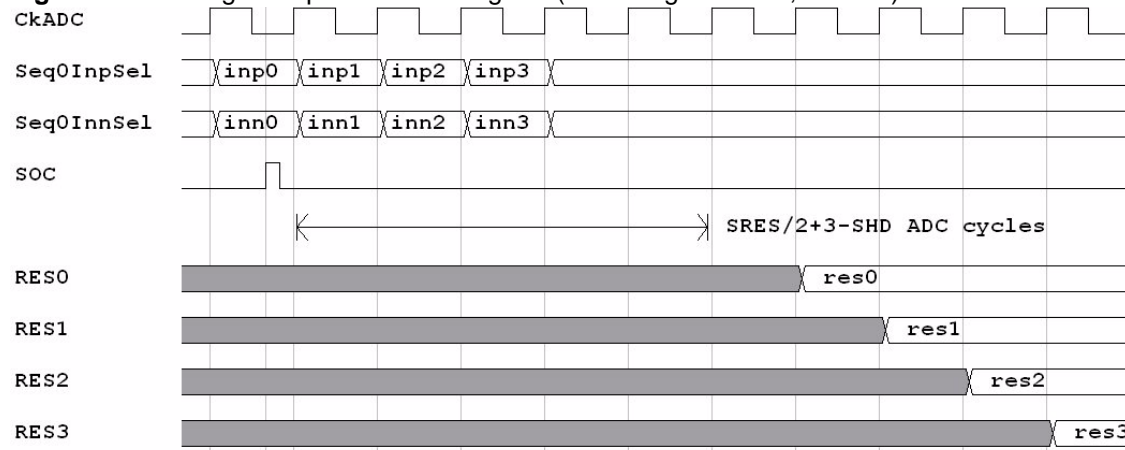 CkADC
Seq0InpSel inp0 inp1 inp2 inp3
Seq0InnSel inn0 inn1 inn2 inn3
SOC
SRES/2+3-SHD ADC cycles
RES0 res0
RES1 res1
RES2 res2
RES3 res3